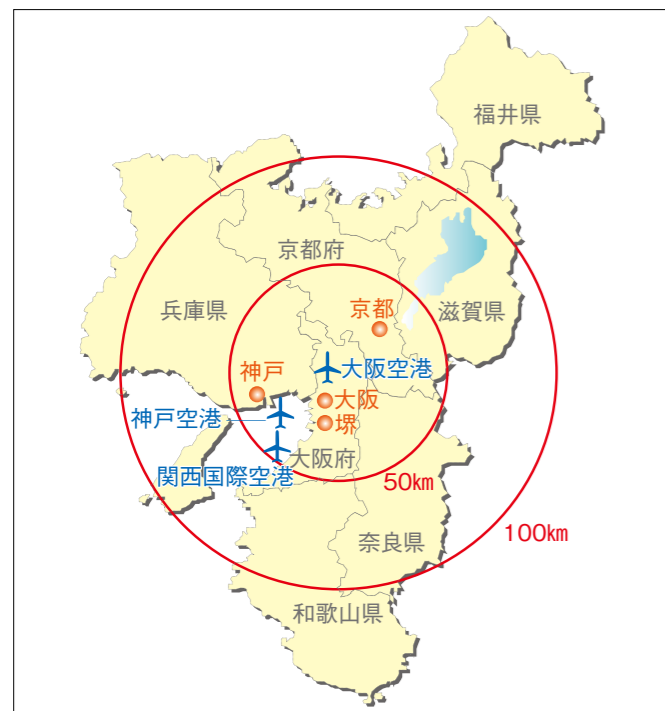 福井県
京都府
兵庫県
滋賀県
京都
大阪空港
神戸
大阪
神戸空港
堺
大阪府
関西国際空港
50km
100km
奈良県
和歌山県